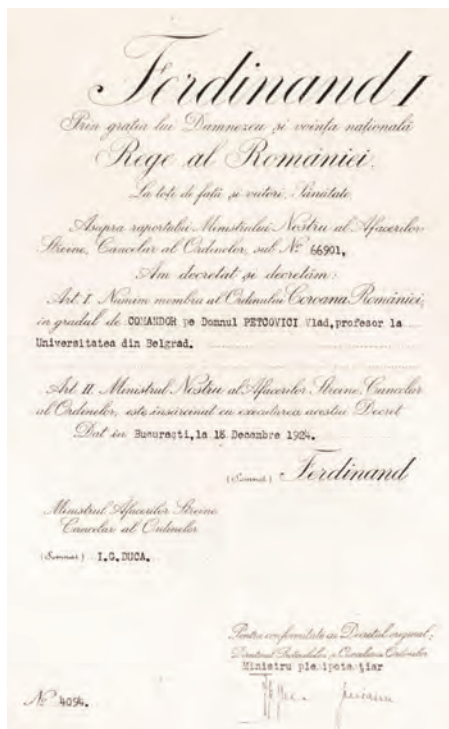 Ferdinand I
Prin grația lui Damnezeu și voința națională
Rege al României.
La toți de față și viitori, Sănătate
Asupra raportului Ministrului Nostru al Afacerilor
Streine, Cancelar al Ordinelor, sub Nº 66901,
Am decretat și decretăm:
Art. I. Numim membru al Ordinului Coroana României,
în gradul de COMANDOR pe Domnul PETCOVICI Vlad, profesor la
Universitatea din Belgrad.
Art. II. Ministrul Nostru al Afacerilor Streine, Cancelar
al Ordinelor, este însărcinat cu executarea acestui Decret
Dat în București, la 18 Decembre 1924.
(Semnat) Ferdinand
Ministrul Afacerilor Streine
Cancelar al Ordinelor
(Semnat) I.G. DUCA.
Pentru conformitate cu Decretul original;
Directorul Protocolului, și Cancelariei Ordinelor
Ministru plenipotențiar
Nº 4094.